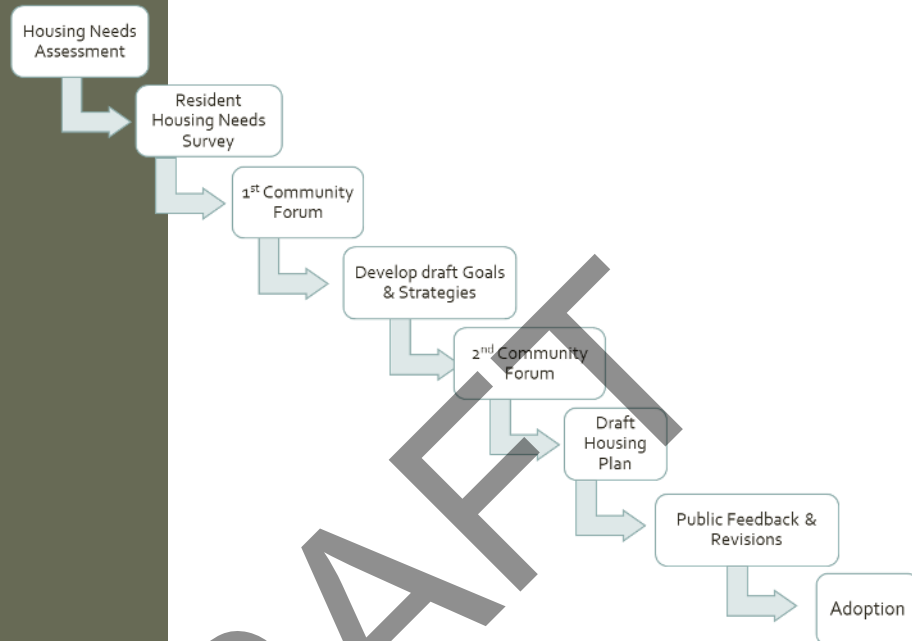 Housing Needs
Assessment
Resident
Housing Needs
Survey
1st Community
Forum
Develop draft Goals
& Strategies
2nd Community
Forum
Draft
Housing
Plan
Public Feedback &
Revisions
Adoption
DRAFT